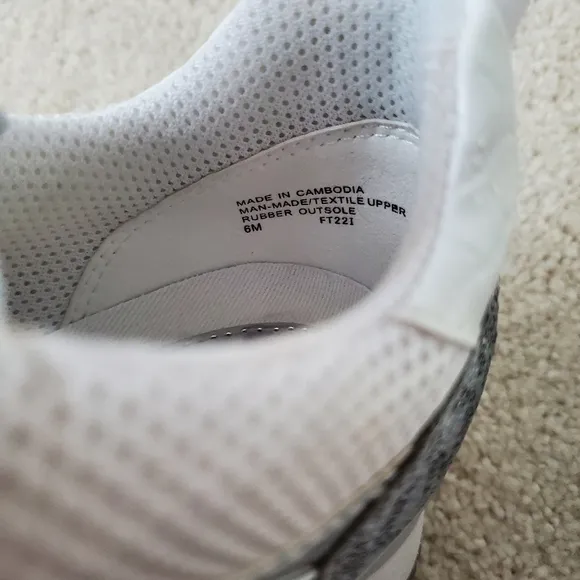 MADE IN CAMBODIA
MAN-MADE/TEXTILE UPPER
RUBBER OUTSOLE
6M FT22I